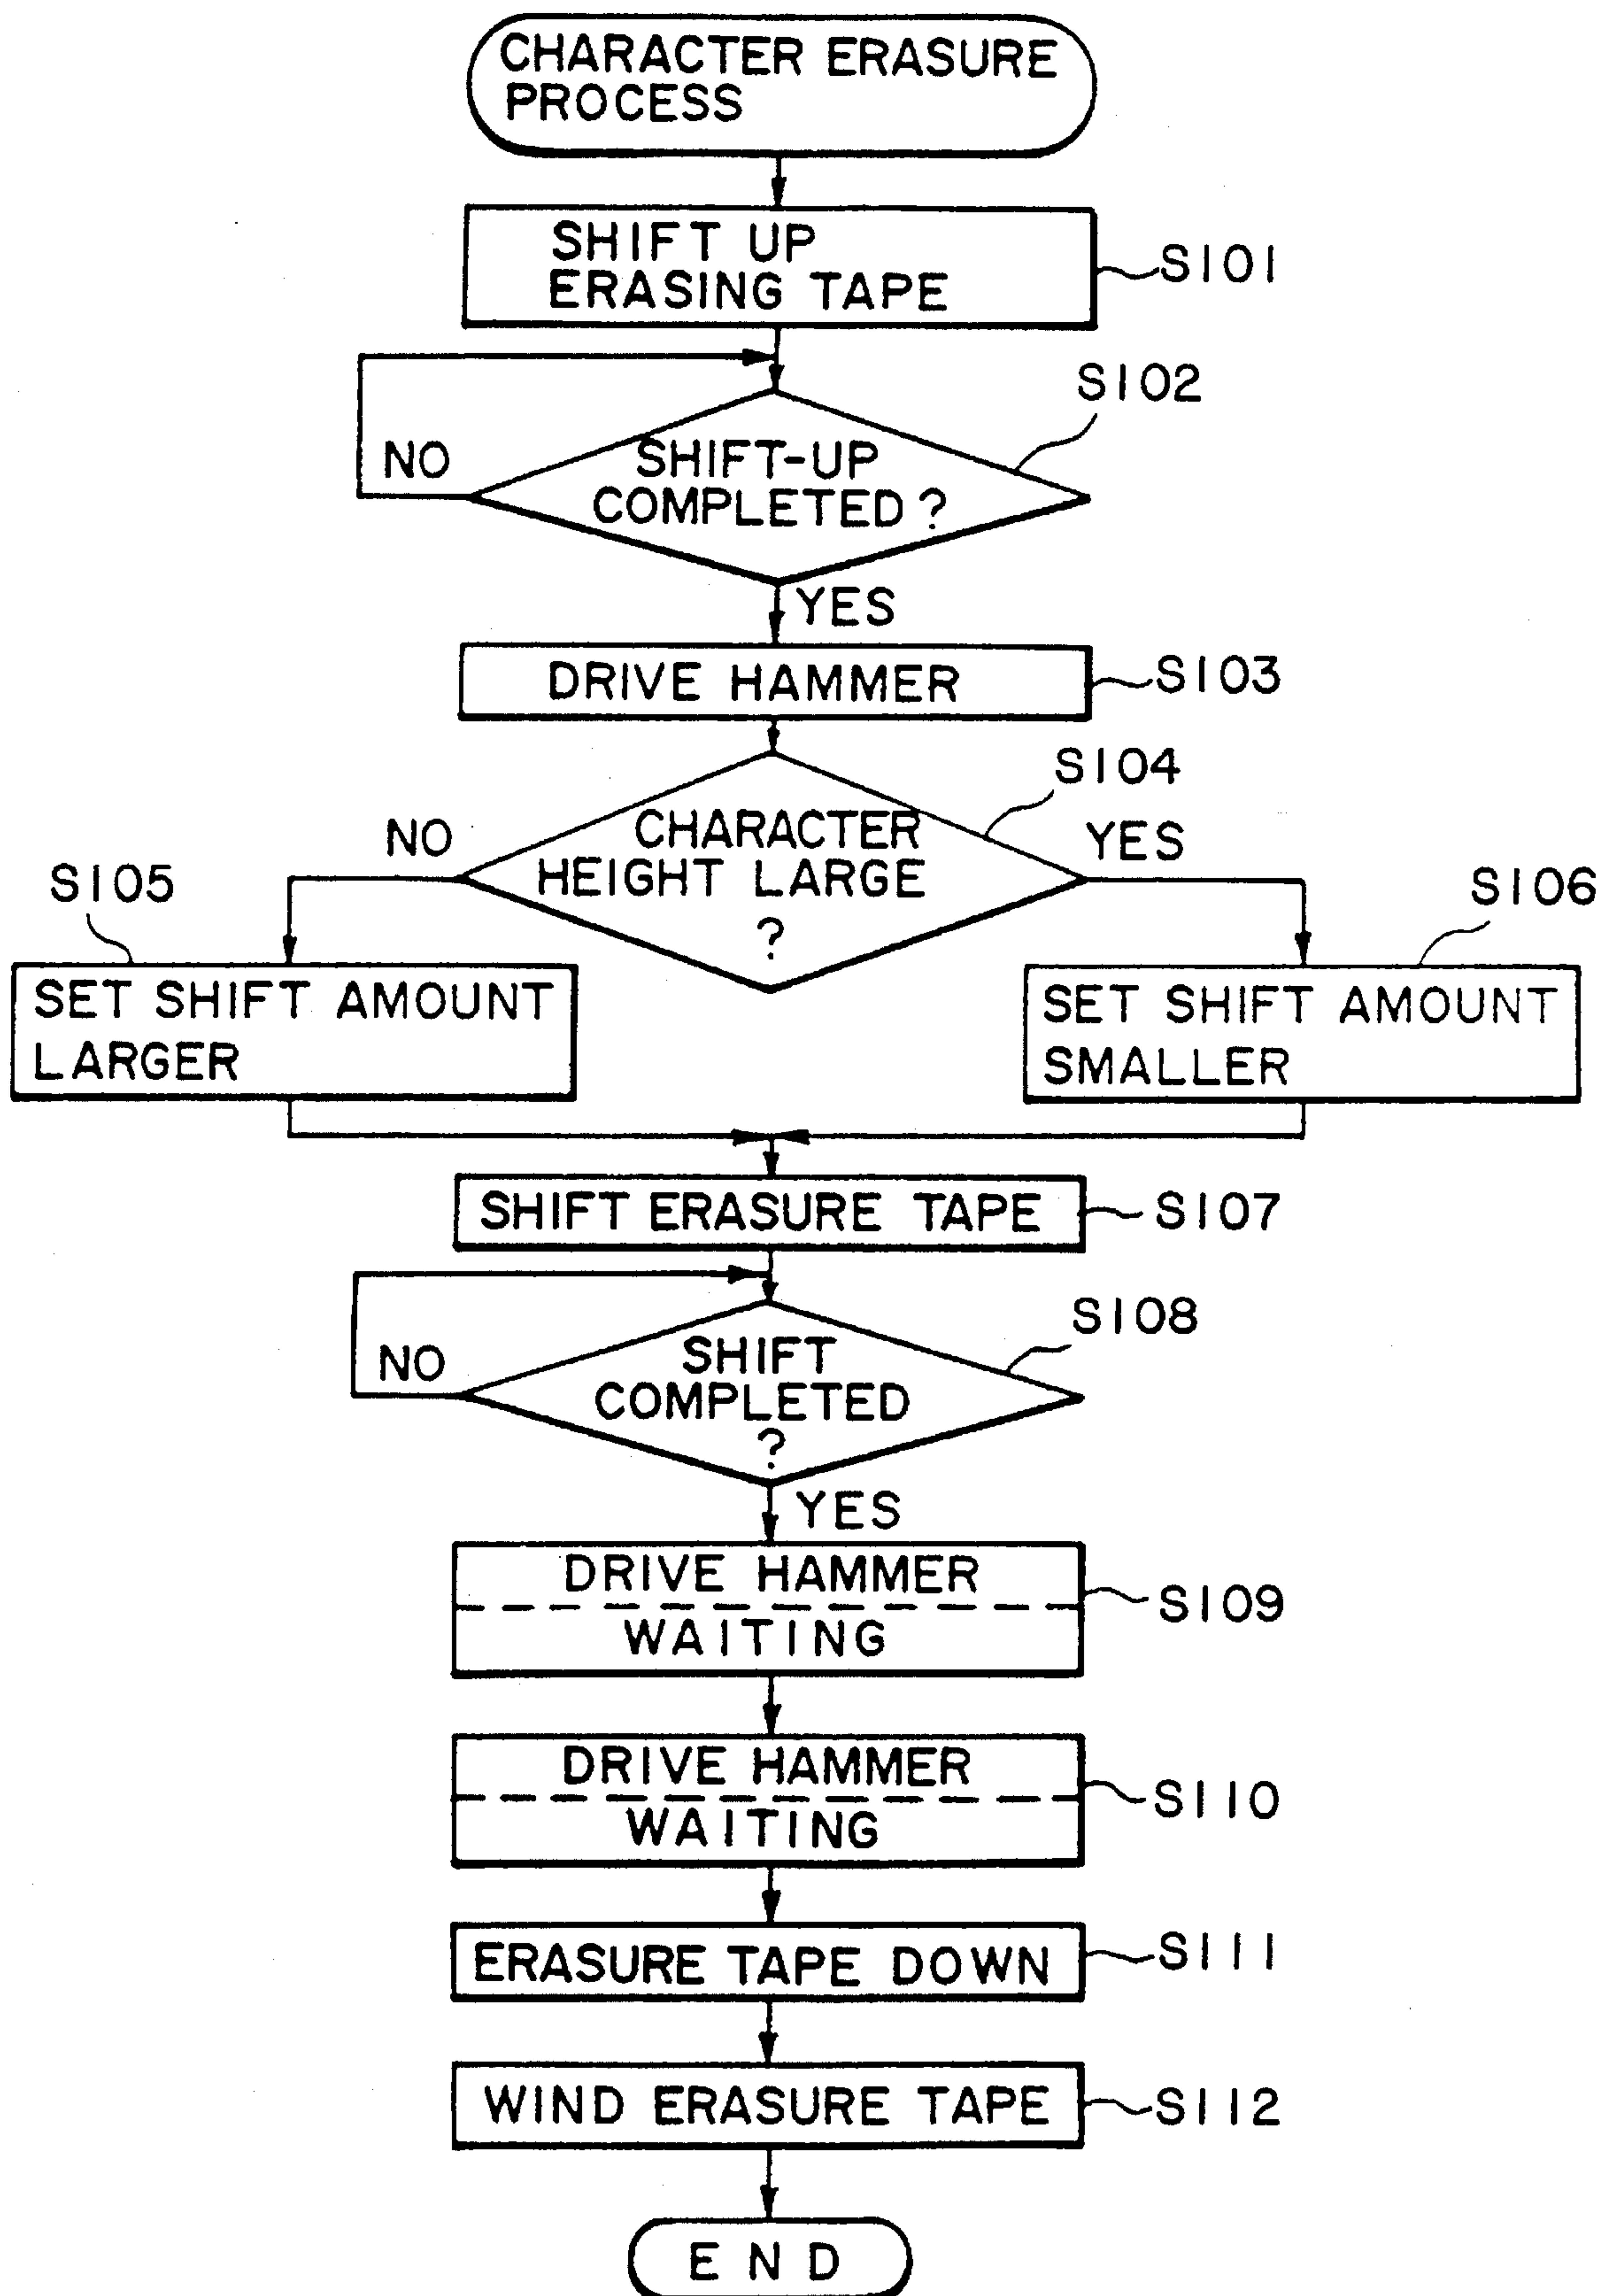 CHARACTER ERASURE
PROCESS
SHIFT UP
ERASING TAPE
S101
S102
NO
SHIFT-UP
COMPLETED?
YES
DRIVE HAMMER
S103
S104
NO
CHARACTER
HEIGHT LARGE
?
YES
S105
S106
SET SHIFT AMOUNT
LARGER
SET SHIFT AMOUNT
SMALLER
SHIFT ERASURE TAPE
S107
S108
NO
SHIFT
COMPLETED
?
YES
DRIVE HAMMER
WAITING
S109
DRIVE HAMMER
WAITING
S110
ERASURE TAPE DOWN
S111
WIND ERASURE TAPE
S112
END